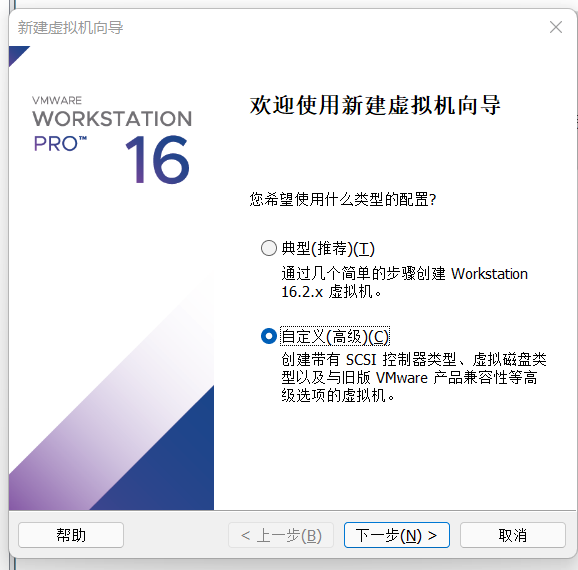 新建虚拟机向导
VMWARE
WORKSTATION
PRO™
16
欢迎使用新建虚拟机向导
您希望使用什么类型的配置?
典型(推荐)(T)
通过几个简单的步骤创建 Workstation
16.2.x 虚拟机。
自定义(高级)(C)
创建带有 SCSI 控制器类型、虚拟磁盘类
型以及与旧版 VMware 产品兼容性等高
级选项的虚拟机。
帮助
< 上一步(B)
下一步(N) >
取消